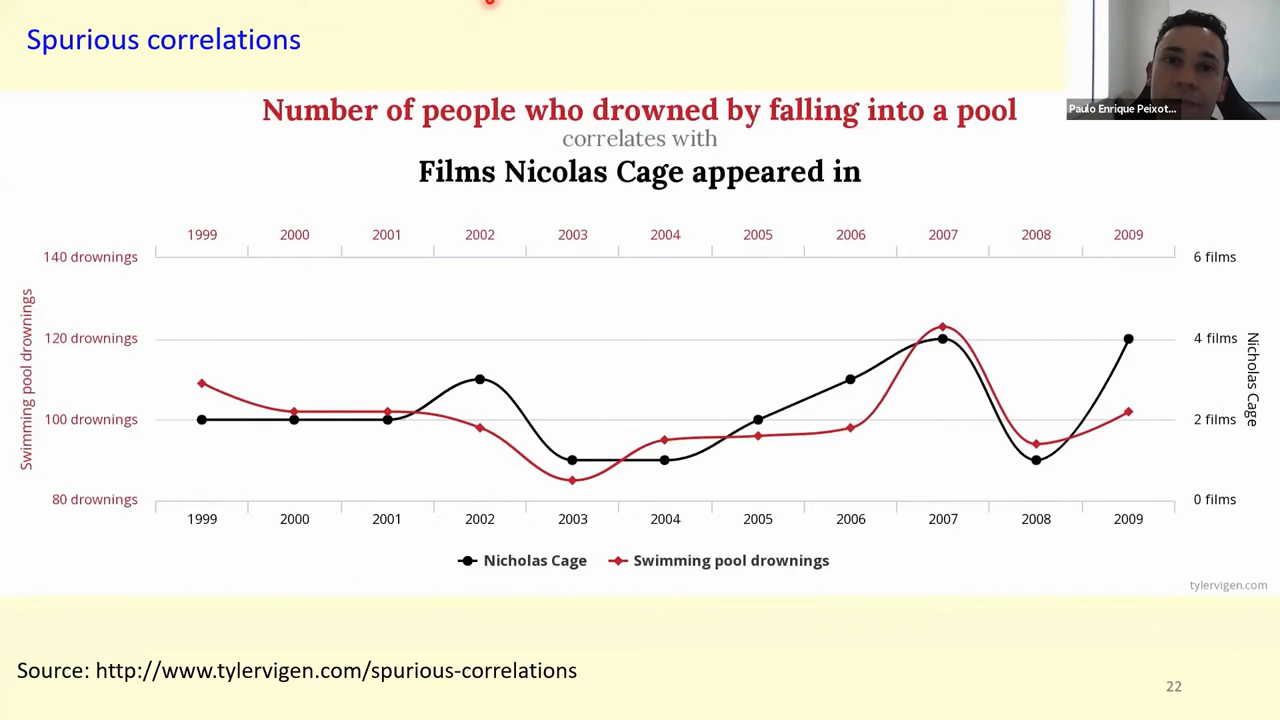 Spurious correlations
Paulo Enrique Peixot...
Number of people who drowned by falling into a pool
correlates with
Films Nicolas Cage appeared in
1999 2000 2001 2002 2003 2004 2005 2006 2007 2008 2009
140 drownings 6 films
120 drownings 4 films
100 drownings 2 films
80 drownings 0 films
Swimming pool drownings
Nicholas Cage
1999 2000 2001 2002 2003 2004 2005 2006 2007 2008 2009
Nicholas Cage Swimming pool drownings
tylervigen.com
Source: http://www.tylervigen.com/spurious-correlations
22